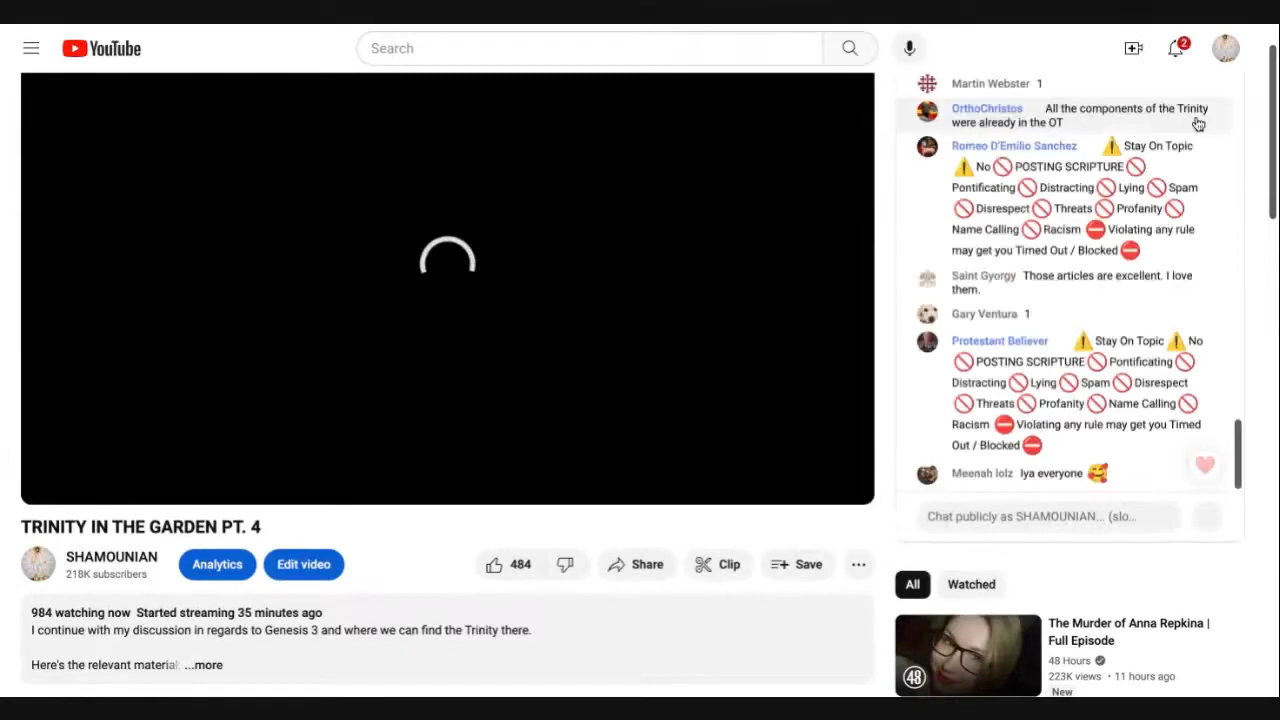 YouTube
Search
2
Martin Webster 1
OrthoChristos All the components of the Trinity
were already in the OT
Romeo D'Emilio Sanchez ⚠️ Stay On Topic
⚠️ No 🚫 POSTING SCRIPTURE 🚫
Pontificating 🚫 Distracting 🚫 Lying 🚫 Spam
🚫 Disrespect 🚫 Threats 🚫 Profanity 🚫
Name Calling 🚫 Racism ⛔ Violating any rule
may get you Timed Out / Blocked ⛔
Saint Gyorgy Those articles are excellent. I love
them.
Gary Ventura 1
Protestant Believer ⚠️ Stay On Topic ⚠️ No
🚫 POSTING SCRIPTURE 🚫 Pontificating 🚫
Distracting 🚫 Lying 🚫 Spam 🚫 Disrespect
🚫 Threats 🚫 Profanity 🚫 Name Calling 🚫
Racism ⛔ Violating any rule may get you Timed
Out / Blocked ⛔
Meenah lolz Iya everyone 🥰
Chat publicly as SHAMOUNIAN... (slo...
TRINITY IN THE GARDEN PT. 4
SHAMOUNIAN
218K subscribers
Analytics
Edit video
484
Share
Clip
Save
984 watching now Started streaming 35 minutes ago
I continue with my discussion in regards to Genesis 3 and where we can find the Trinity there.
Here's the relevant material: ...more
All
Watched
48
The Murder of Anna Repkina |
Full Episode
48 Hours
223K views • 11 hours ago
New